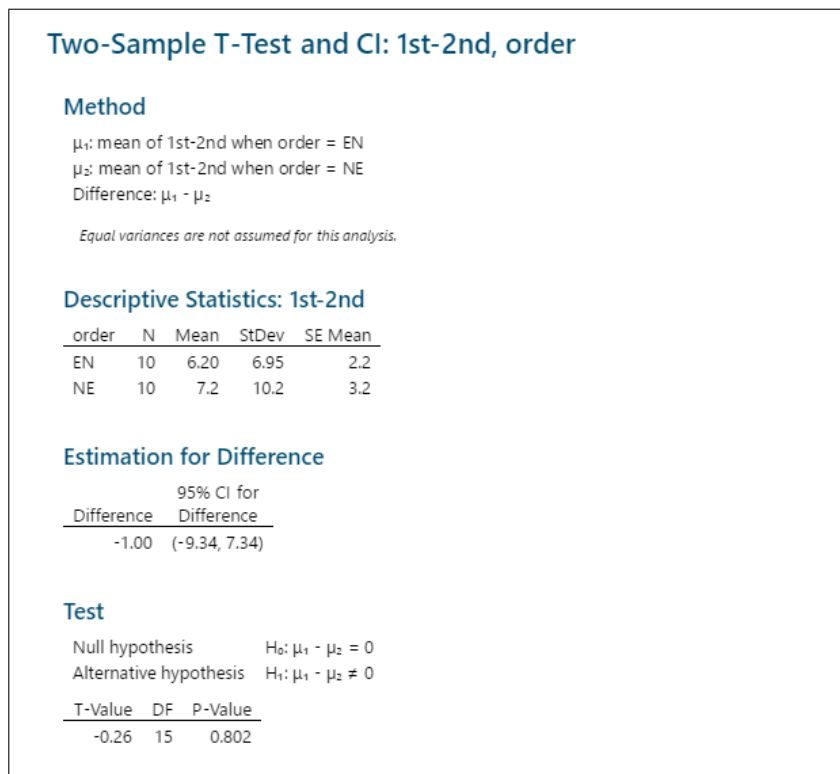 Two-Sample T-Test and CI: 1st-2nd, order
Method
μ₁: mean of 1st-2nd when order = EN
μ₂: mean of 1st-2nd when order = NE
Difference: μ₁ - μ₂
Equal variances are not assumed for this analysis.
Descriptive Statistics: 1st-2nd
order N Mean StDev SE Mean
EN 10 6.20 6.95 2.2
NE 10 7.2 10.2 3.2
Estimation for Difference
95% CI for
Difference Difference
-1.00 (-9.34, 7.34)
Test
Null hypothesis H₀: μ₁ - μ₂ = 0
Alternative hypothesis H₁: μ₁ - μ₂ ≠ 0
T-Value DF P-Value
-0.26 15 0.802